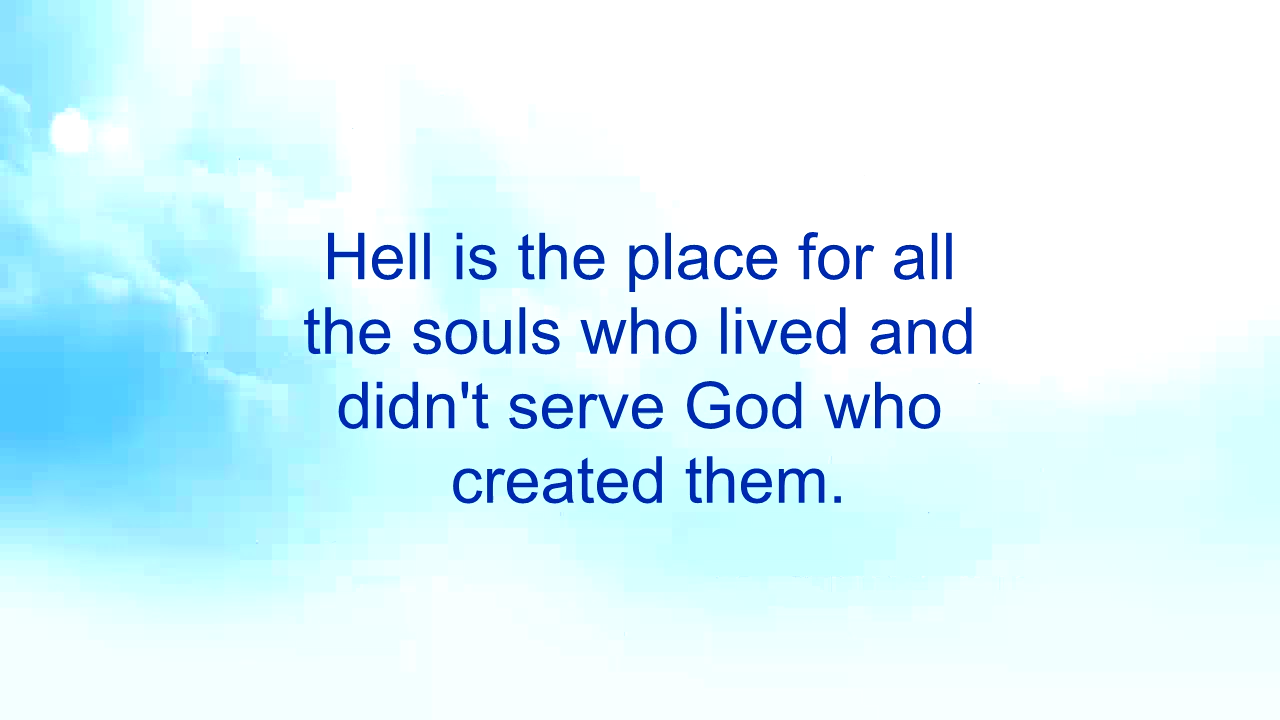 Hell is the place for all
the souls who lived and
didn't serve God who
created them.